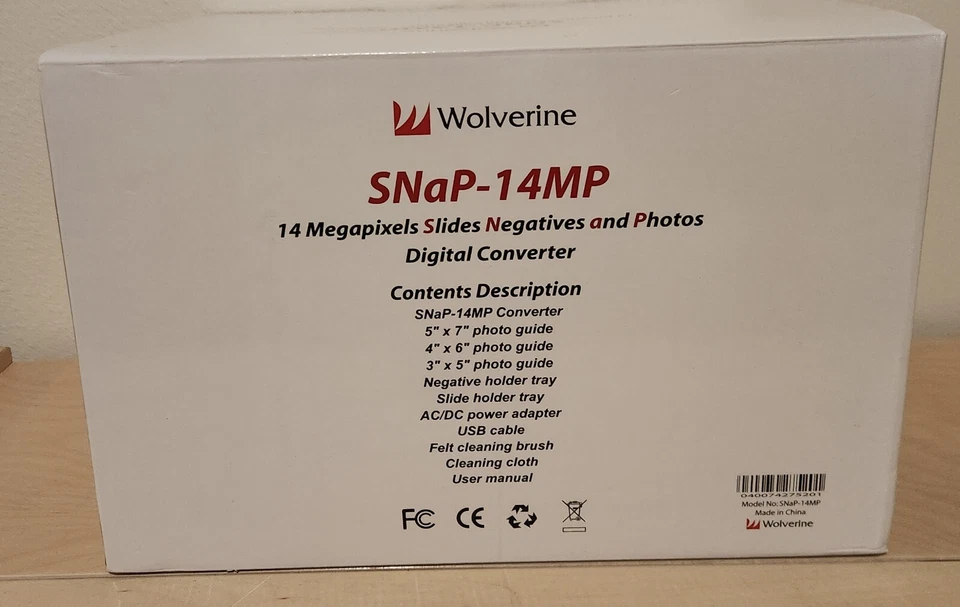 Wolverine
SNaP-14MP
14 Megapixels Slides Negatives and Photos
Digital Converter
Contents Description
SNaP-14MP Converter
5" x 7" photo guide
4" x 6" photo guide
3" x 5" photo guide
Negative holder tray
Slide holder tray
AC/DC power adapter
USB cable
Felt cleaning brush
Cleaning cloth
User manual
FC CE
040074275201
Model No: SNaP-14MP
Made in China
Wolverine